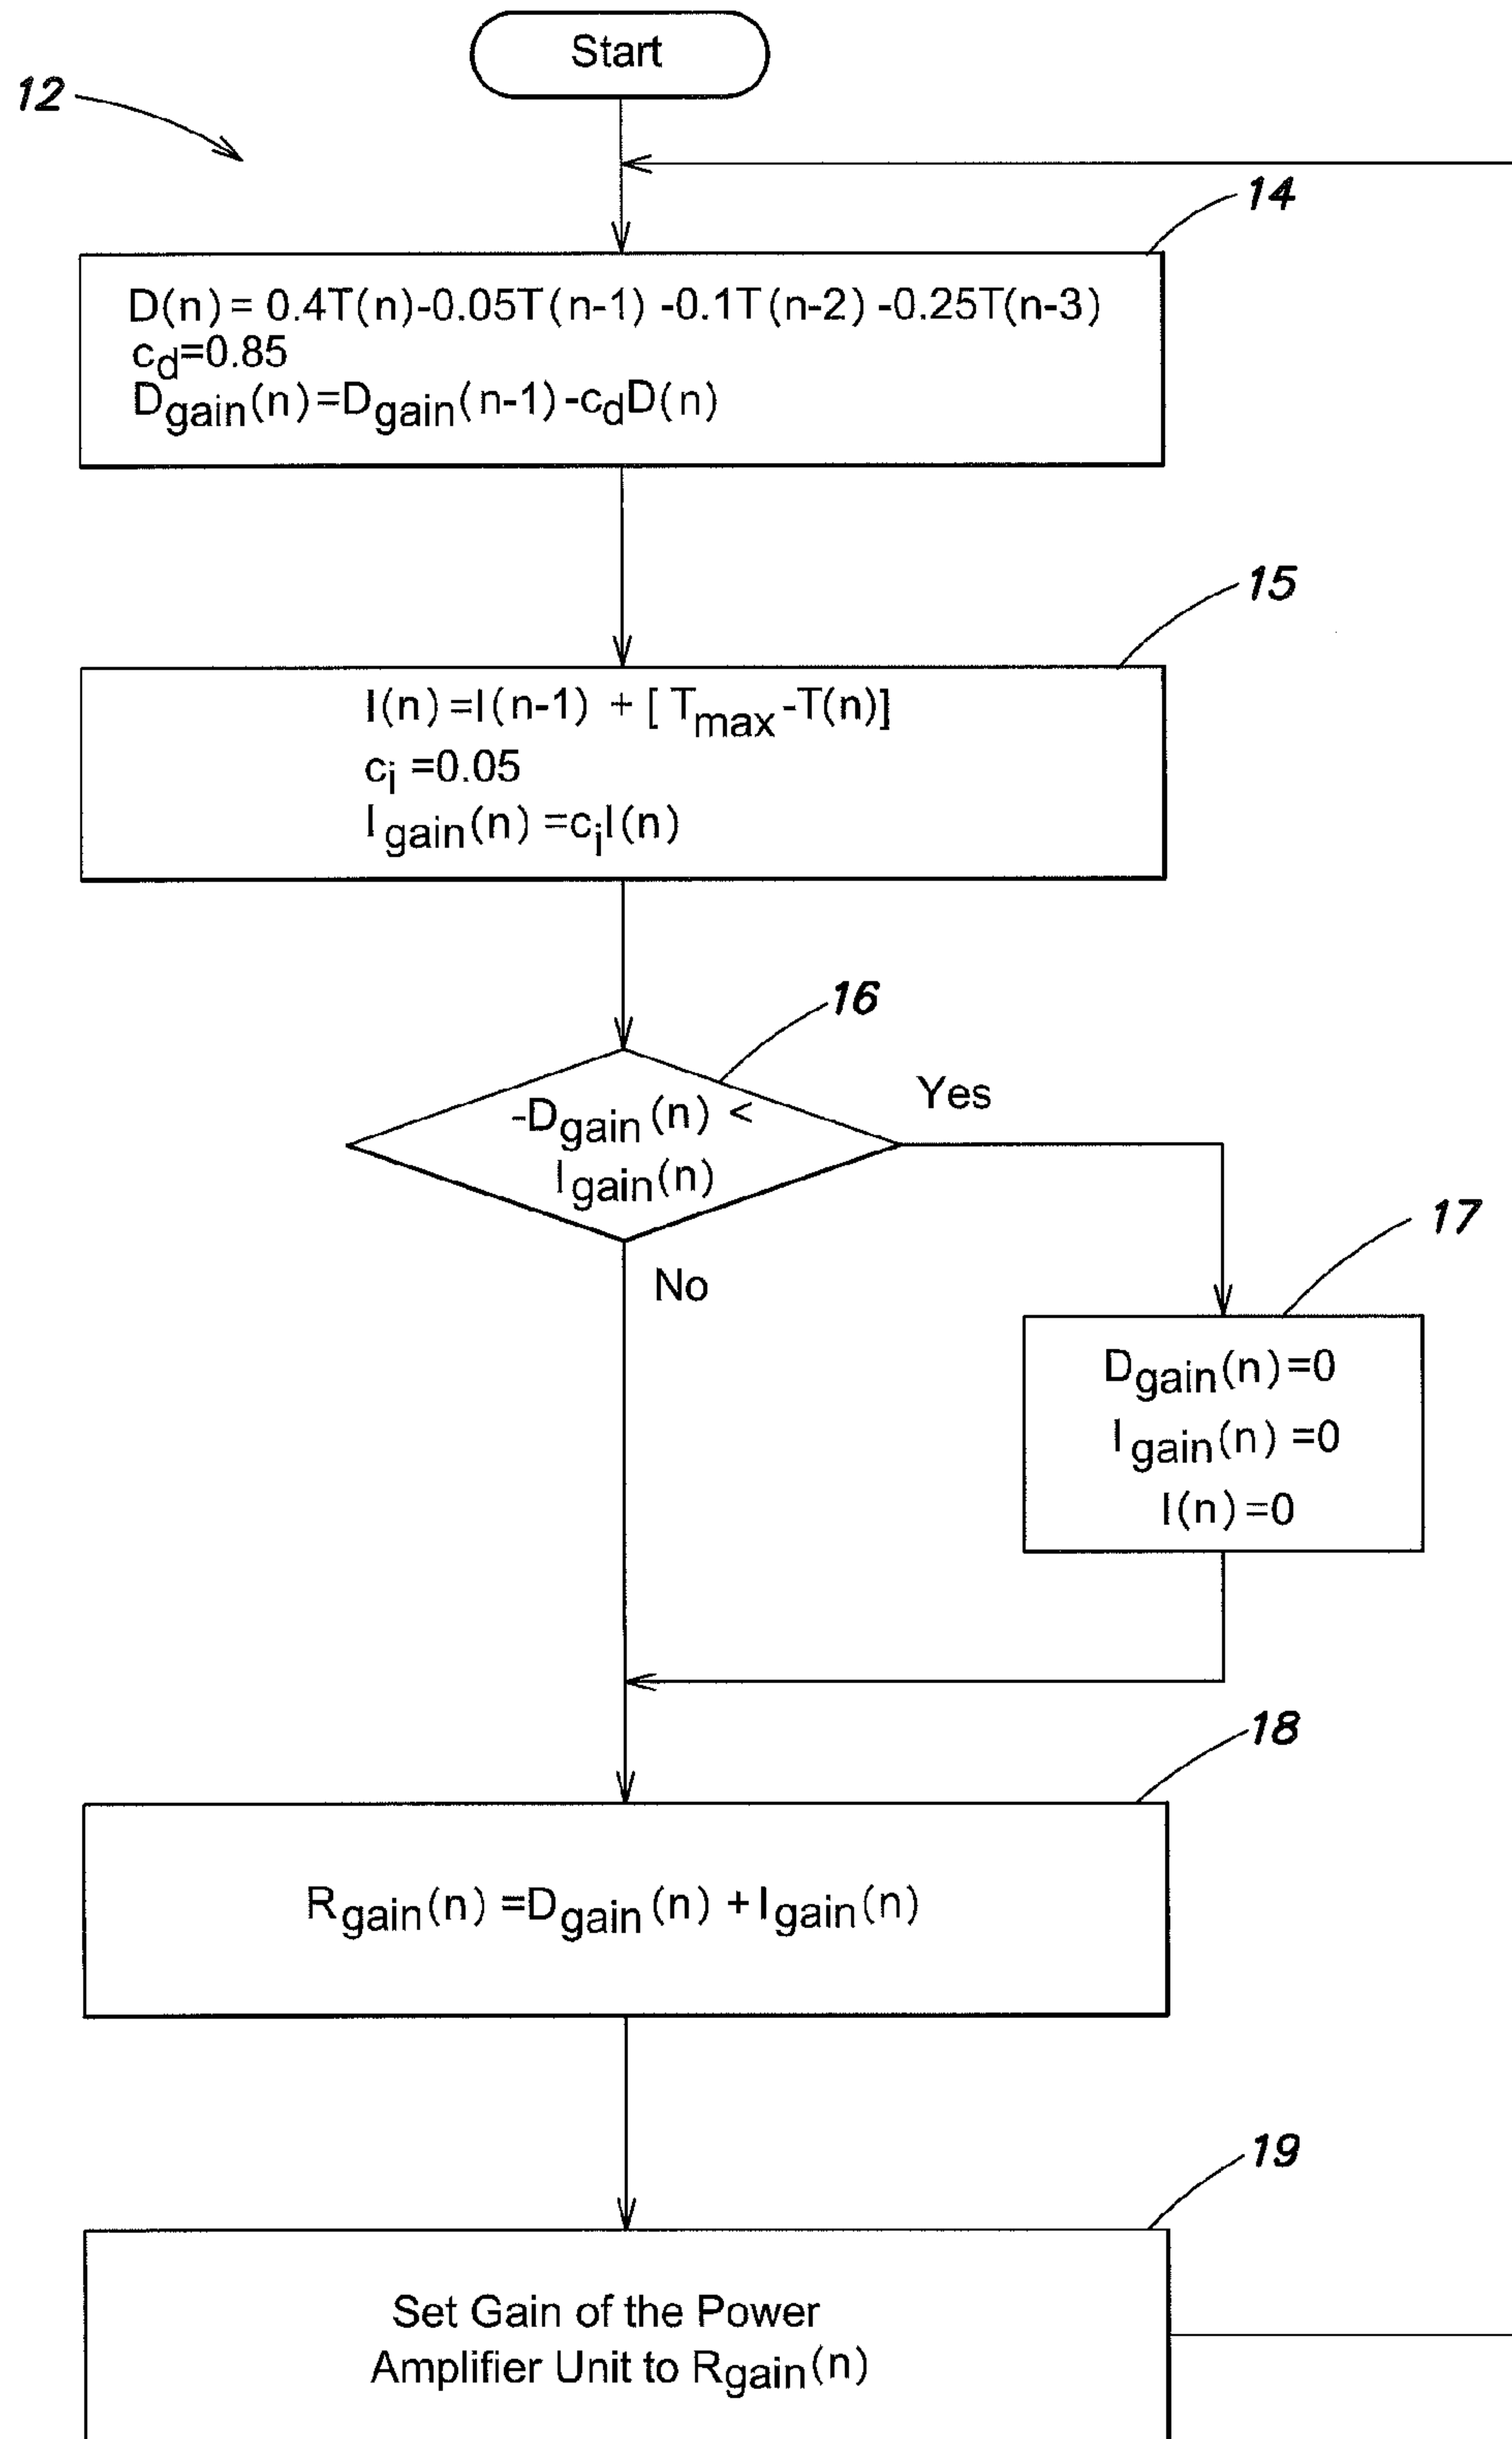 Start
12
14
D(n) = 0.4T(n)-0.05T(n-1) -0.1T(n-2) -0.25T(n-3)
cd=0.85
Dgain(n)=Dgain(n-1)-cdD(n)
15
I(n)=I(n-1) + [Tmax-T(n)]
ci =0.05
Igain(n) =ciI(n)
16
-Dgain(n) <
Igain(n)
Yes
No
17
Dgain(n)=0
Igain(n) =0
I(n)=0
18
Rgain(n) =Dgain(n) +Igain(n)
19
Set Gain of the Power
Amplifier Unit to Rgain(n)